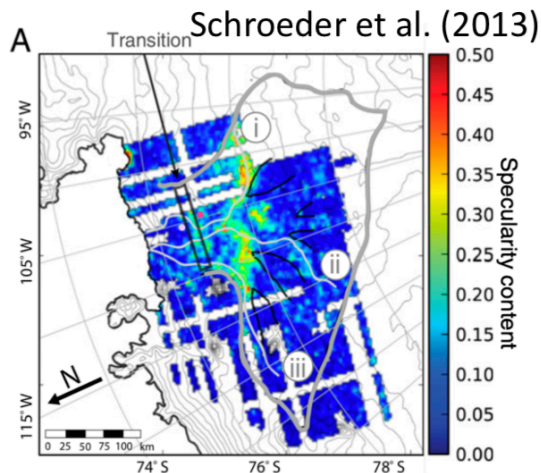 Schroeder et al. (2013)
A
Transition
0.50
0.45
0.40
0.35
0.30
0.25
0.20
0.15
0.10
0.05
0.00
Specularity content
95° W
105° W
115° W
i
ii
iii
N
0 25 50 75 100 km
74° S
76° S
78° S